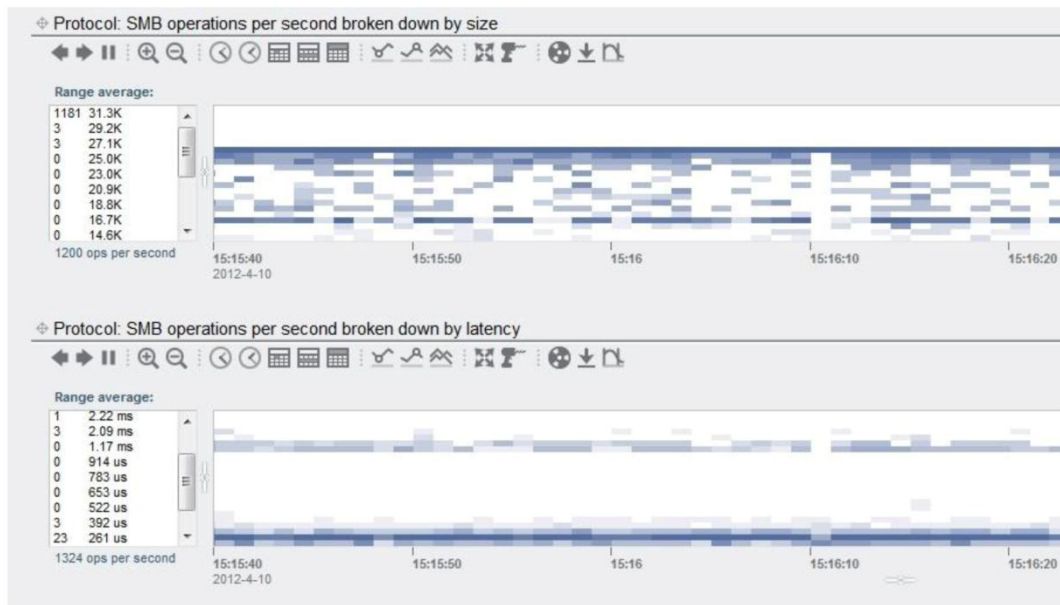 Protocol: SMB operations per second broken down by size
Range average:
1181 31.3K
3 29.2K
3 27.1K
0 25.0K
0 23.0K
0 20.9K
0 18.8K
0 16.7K
0 14.6K
1200 ops per second
15:15:40 15:15:50 15:16 15:16:10 15:16:20
2012-4-10
Protocol: SMB operations per second broken down by latency
Range average:
1 2.22 ms
3 2.09 ms
0 1.17 ms
0 914 us
0 783 us
0 653 us
0 522 us
3 392 us
23 261 us
1324 ops per second
15:15:40 15:15:50 15:16 15:16:10 15:16:20
2012-4-10